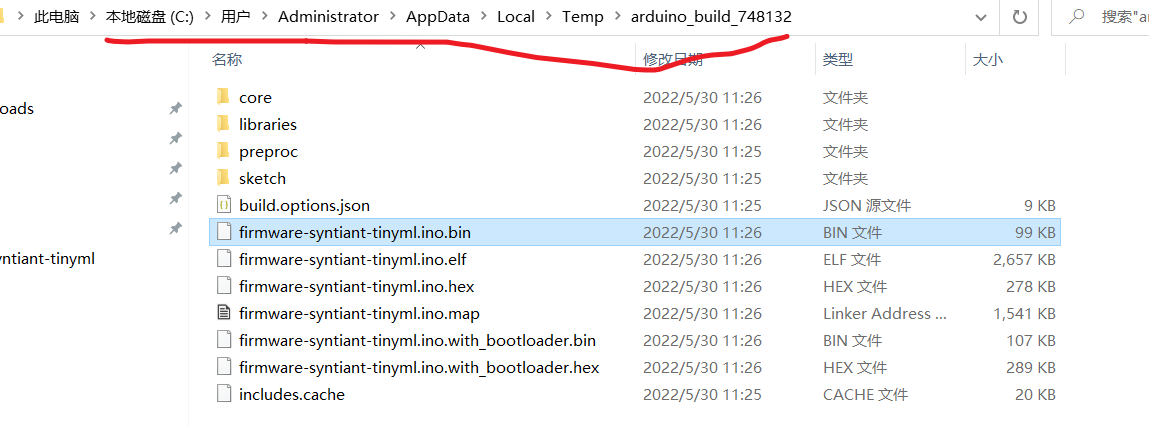 此电脑 > 本地磁盘 (C:) > 用户 > Administrator > AppData > Local > Temp > arduino_build_748132 搜索"ar
名称 修改日期 类型 大小
core 2022/5/30 11:26 文件夹
oads
libraries 2022/5/30 11:26 文件夹
preproc 2022/5/30 11:25 文件夹
sketch 2022/5/30 11:25 文件夹
build.options.json 2022/5/30 11:25 JSON 源文件 9 KB
firmware-syntiant-tinyml.ino.bin 2022/5/30 11:26 BIN 文件 99 KB
yntiant-tinyml firmware-syntiant-tinyml.ino.elf 2022/5/30 11:26 ELF 文件 2,657 KB
firmware-syntiant-tinyml.ino.hex 2022/5/30 11:26 HEX 文件 278 KB
firmware-syntiant-tinyml.ino.map 2022/5/30 11:26 Linker Address ... 1,541 KB
firmware-syntiant-tinyml.ino.with_bootloader.bin 2022/5/30 11:26 BIN 文件 107 KB
firmware-syntiant-tinyml.ino.with_bootloader.hex 2022/5/30 11:26 HEX 文件 289 KB
includes.cache 2022/5/30 11:25 CACHE 文件 20 KB